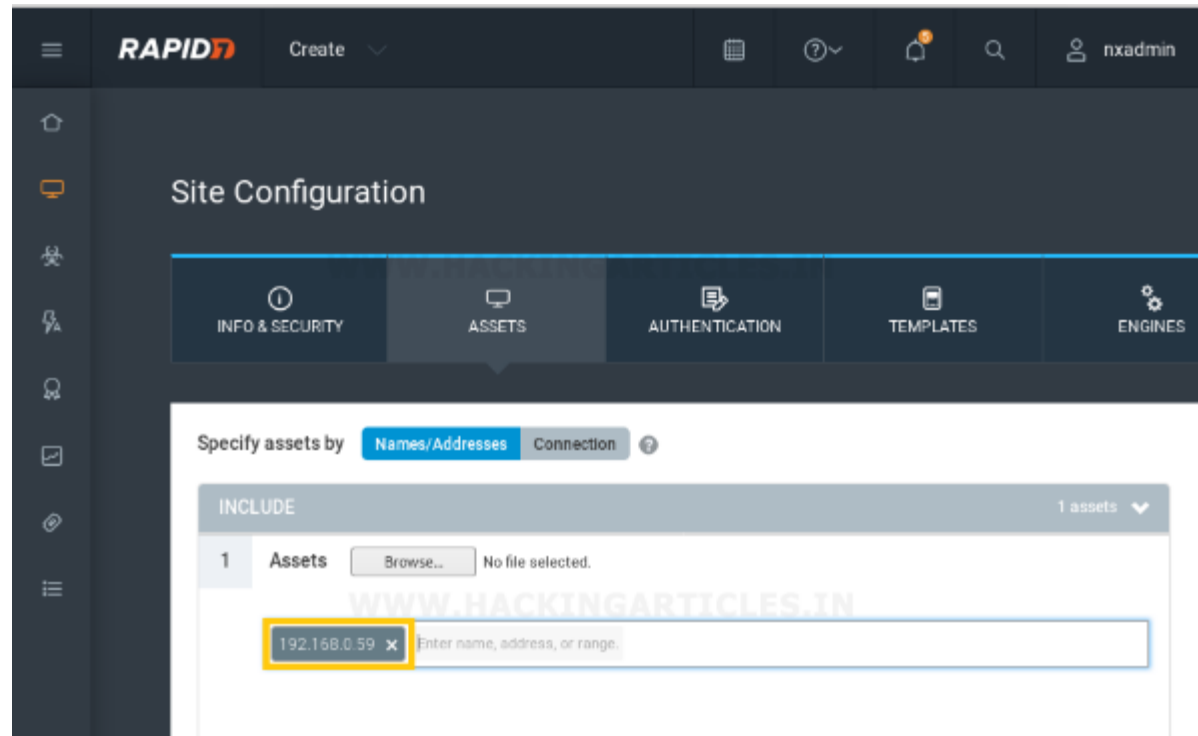 RAPID7 Create nxadmin
Site Configuration
WWW.HACKINGARTICLES.IN
INFO & SECURITY ASSETS AUTHENTICATION TEMPLATES ENGINES
Specify assets by Names/Addresses Connection ?
INCLUDE 1 assets
1 Assets Browse... No file selected.
WWW.HACKINGARTICLES.IN
192.168.0.59 × Enter name, address, or range.